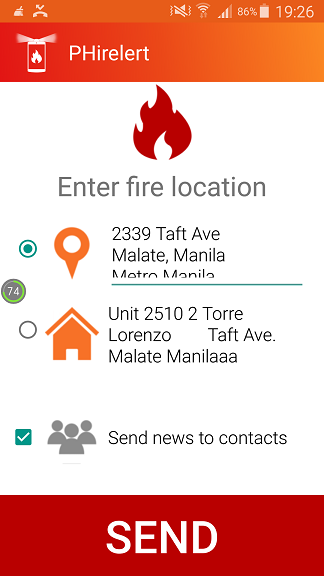 86% 19:26
PHirelert
Enter fire location
2339 Taft Ave
Malate, Manila
Metro Manila
74
Unit 2510 2 Torre
Lorenzo Taft Ave.
Malate Manilaaa
Send news to contacts
SEND